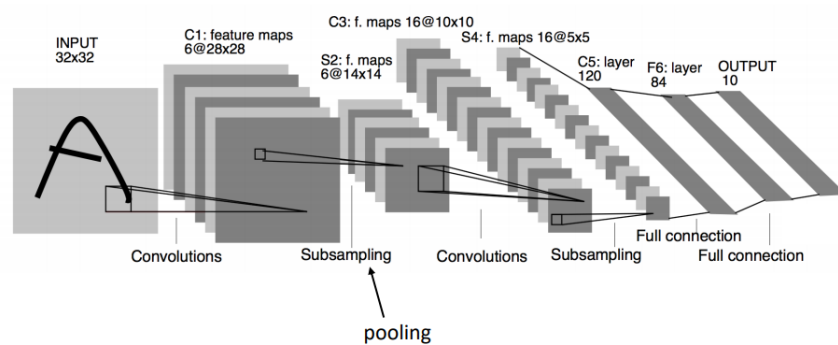 INPUT
32x32
C1: feature maps
6@28x28
S2: f. maps
6@14x14
C3: f. maps 16@10x10
S4: f. maps 16@5x5
C5: layer
120
F6: layer
84
OUTPUT
10
A
Convolutions
Subsampling
Convolutions
Subsampling
Full connection
Full connection
pooling